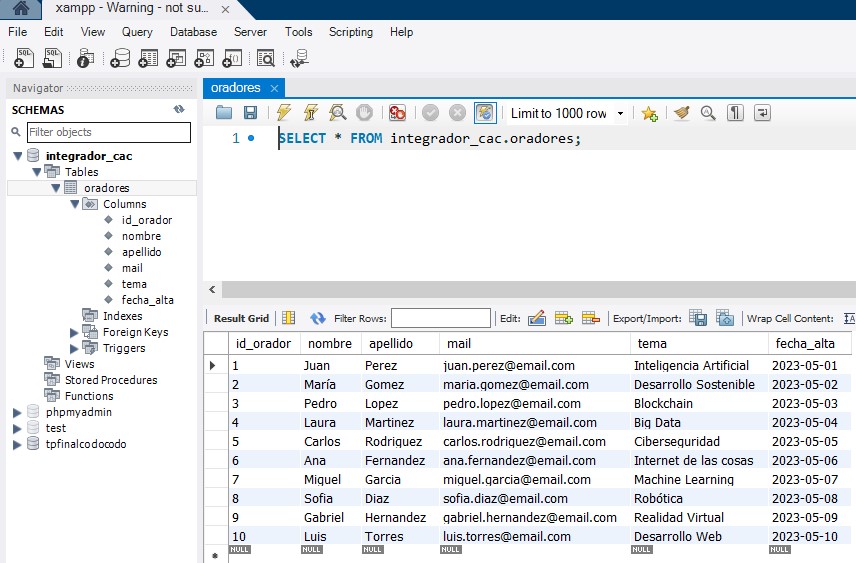 xampp - Warning - not su...
File Edit View Query Database Server Tools Scripting Help
Navigator
SCHEMAS
Filter objects
integrador_cac
Tables
oradores
Columns
id_orador
nombre
apellido
mail
tema
fecha_alta
Indexes
Foreign Keys
Triggers
Views
Stored Procedures
Functions
phpmyadmin
test
tpfinalcodocodo
oradores
Limit to 1000 row
1 SELECT * FROM integrador_cac.oradores;
Result Grid Filter Rows: Edit: Export/Import: Wrap Cell Content:
id_orador nombre apellido mail tema fecha_alta
1 Juan Perez juan.perez@email.com Inteligencia Artificial 2023-05-01
2 María Gomez maria.gomez@email.com Desarrollo Sostenible 2023-05-02
3 Pedro Lopez pedro.lopez@email.com Blockchain 2023-05-03
4 Laura Martinez laura.martinez@email.com Big Data 2023-05-04
5 Carlos Rodriguez carlos.rodriguez@email.com Ciberseguridad 2023-05-05
6 Ana Fernandez ana.fernandez@email.com Internet de las cosas 2023-05-06
7 Miguel Garcia miguel.garcia@email.com Machine Learning 2023-05-07
8 Sofia Diaz sofia.diaz@email.com Robótica 2023-05-08
9 Gabriel Hernandez gabriel.hernandez@email.com Realidad Virtual 2023-05-09
10 Luis Torres luis.torres@email.com Desarrollo Web 2023-05-10
NULL NULL NULL NULL NULL NULL